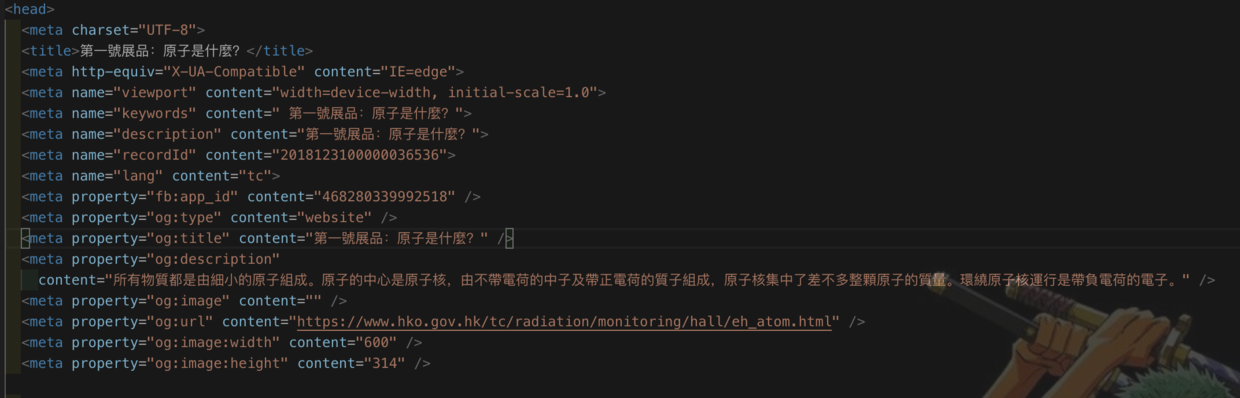 <head>
<meta charset="UTF-8">
<title>第一號展品：原子是什麼？</title>
<meta http-equiv="X-UA-Compatible" content="IE=edge">
<meta name="viewport" content="width=device-width, initial-scale=1.0">
<meta name="keywords" content=" 第一號展品：原子是什麼？">
<meta name="description" content="第一號展品：原子是什麼？">
<meta name="recordId" content="2018123100000036536">
<meta name="lang" content="tc">
<meta property="fb:app_id" content="468280339992518" />
<meta property="og:type" content="website" />
<meta property="og:title" content="第一號展品：原子是什麼？" />
<meta property="og:description"
content="所有物質都是由細小的原子組成。原子的中心是原子核，由不帶電荷的中子及帶正電荷的質子組成，原子核集中了差不多整顆原子的質量。環繞原子核運行是帶負電荷的電子。" />
<meta property="og:image" content="" />
<meta property="og:url" content="https://www.hko.gov.hk/tc/radiation/monitoring/hall/eh_atom.html" />
<meta property="og:image:width" content="600" />
<meta property="og:image:height" content="314" />